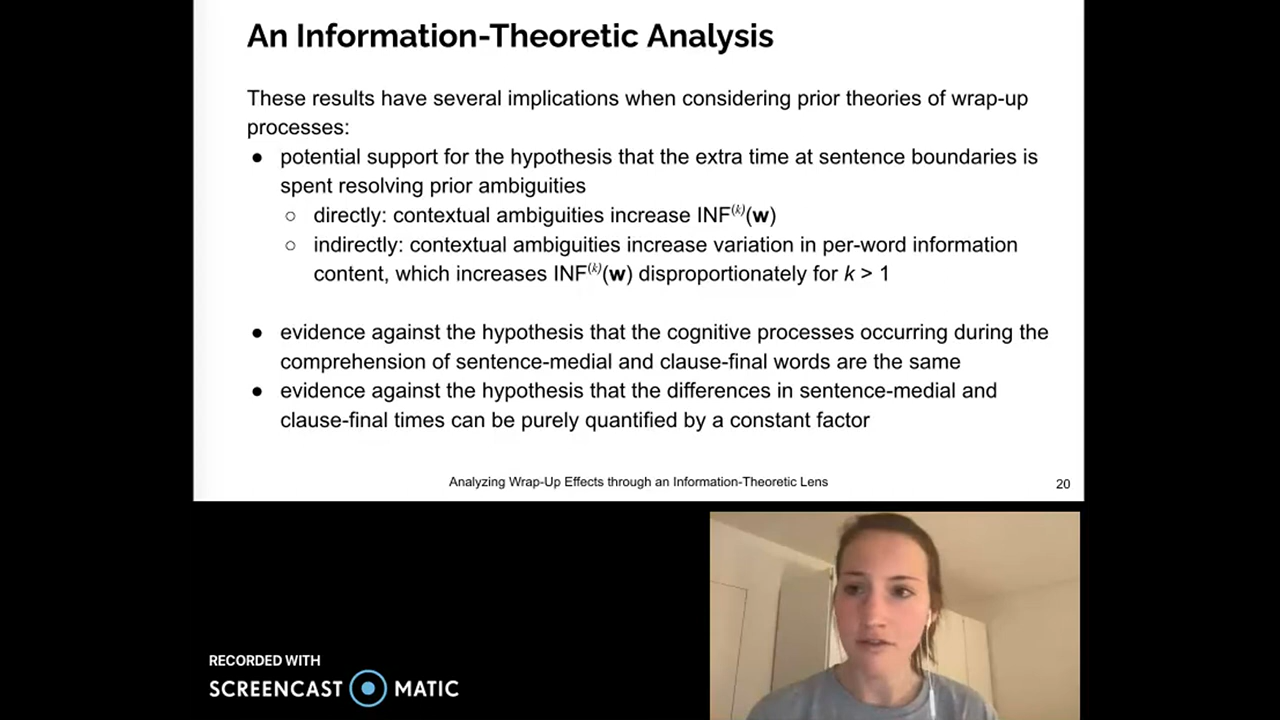 An Information-Theoretic Analysis
These results have several implications when considering prior theories of wrap-up
processes:
● potential support for the hypothesis that the extra time at sentence boundaries is
spent resolving prior ambiguities
○ directly: contextual ambiguities increase INF⁽ᵏ⁾(w)
○ indirectly: contextual ambiguities increase variation in per-word information
content, which increases INF⁽ᵏ⁾(w) disproportionately for k > 1
● evidence against the hypothesis that the cognitive processes occurring during the
comprehension of sentence-medial and clause-final words are the same
● evidence against the hypothesis that the differences in sentence-medial and
clause-final times can be purely quantified by a constant factor
Analyzing Wrap-Up Effects through an Information-Theoretic Lens
20
RECORDED WITH
SCREENCAST MATIC